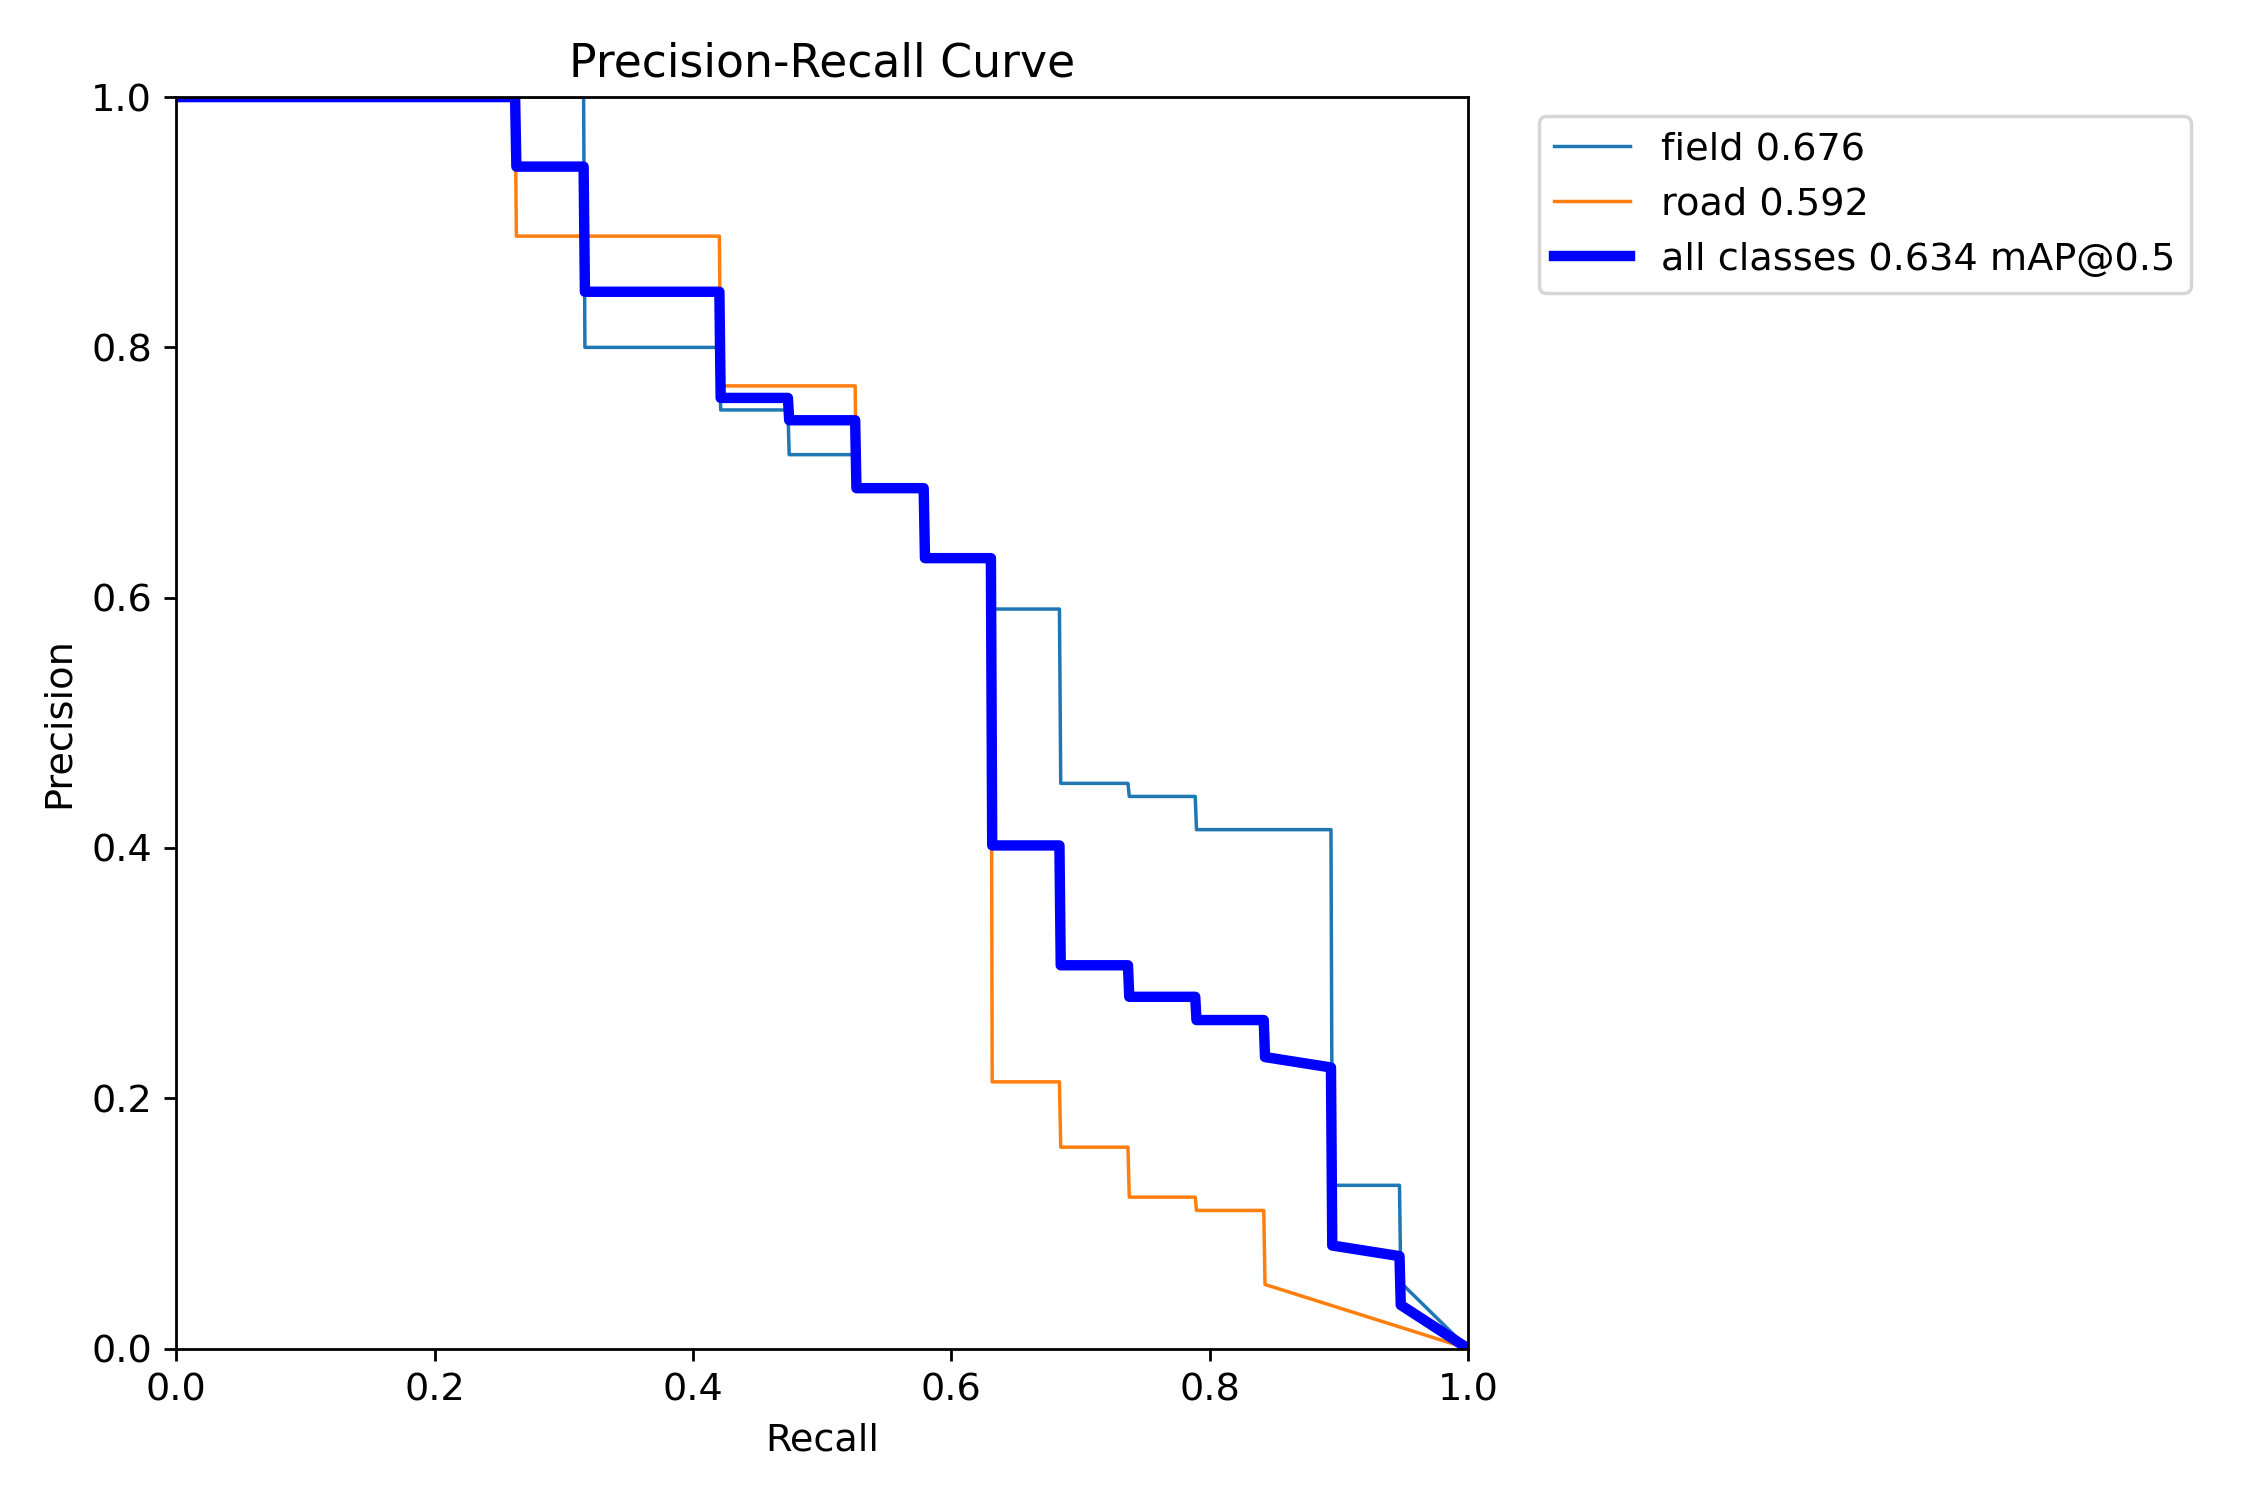 Precision-Recall Curve
1.0
0.8
0.6
0.4
0.2
0.0
Precision
0.0 0.2 0.4 0.6 0.8 1.0
Recall
field 0.676
road 0.592
all classes 0.634 mAP@0.5